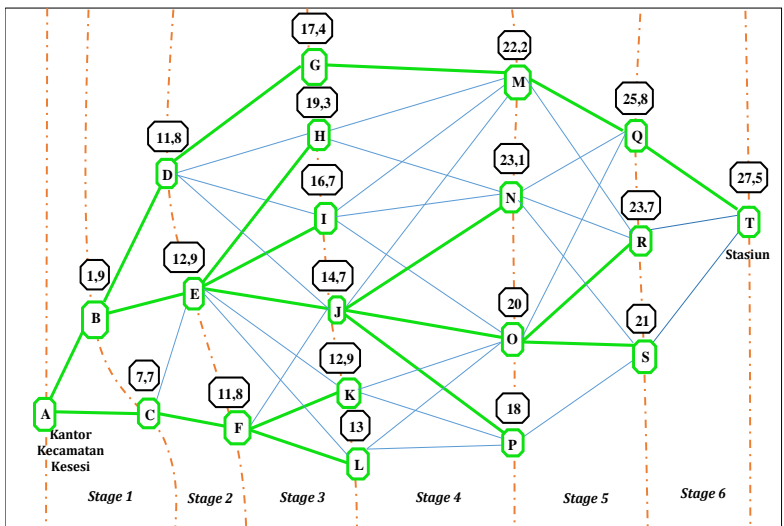 17,4
G
22,2
M
19,3
H
25,8
Q
11,8
D
23,1
N
27,5
T
Stasiun
16,7
I
23,7
R
12,9
E
1,9
B
14,7
J
20
O
21
S
7,7
C
A
Kantor
Kecamatan
Kesesi
11,8
F
12,9
K
13
L
18
P
Stage 1
Stage 2
Stage 3
Stage 4
Stage 5
Stage 6